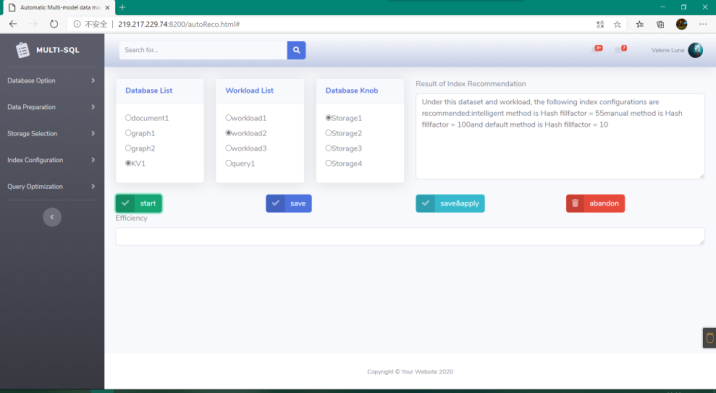 Automatic Multi-model data ma
不安全 | 219.217.229.74:8200/autoReco.html#
MULTI-SQL
Search for...
9+
7
Valerie Luna
Database Option
Data Preparation
Storage Selection
Index Configuration
Query Optimization
Database List
document1
graph1
graph2
KV1
Workload List
workload1
workload2
workload3
query1
Database Knob
Storage1
Storage2
Storage3
Storage4
Result of Index Recommendation
Under this dataset and workload, the following index configurations are
recommended:intelligent method is Hash fillfactor = 55manual method is Hash
fillfactor = 100and default method is Hash fillfactor = 10
start
save
save&apply
abandon
Efficiency
Copyright © Your Website 2020